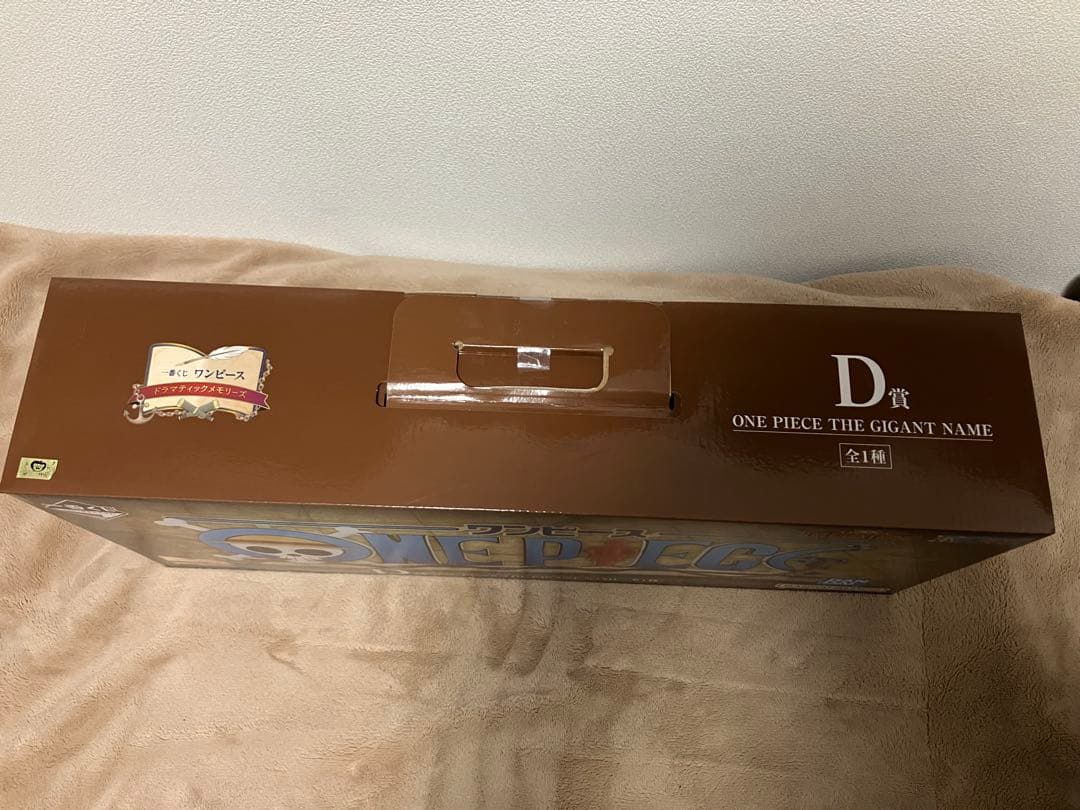 一番くじ ワンピース
ドラマティックメモリーズ
D賞
ONE PIECE THE GIGANT NAME
全1種
ワンピース
ONE PIECE